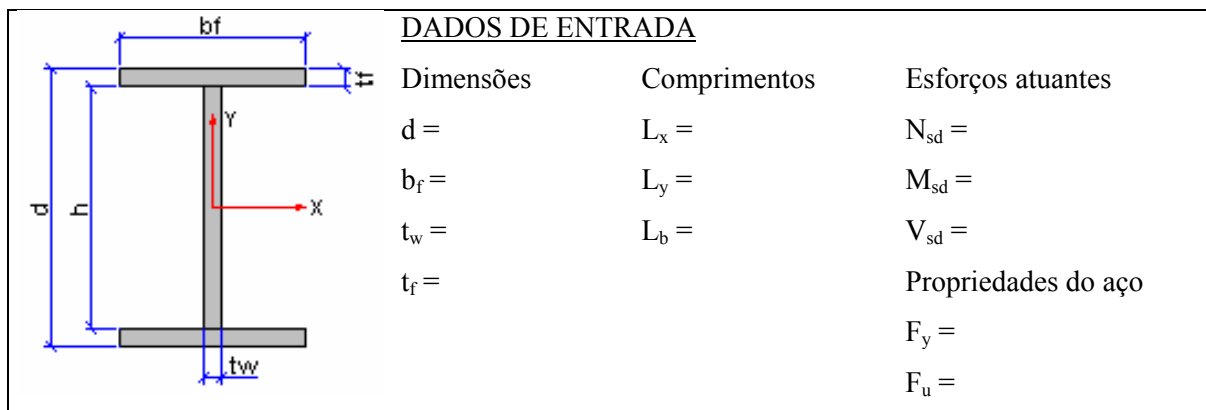 bf
tf
d
h
Y
X
tw
DADOS DE ENTRADA
Dimensões Comprimentos Esforços atuantes
d = Lx = Nsd =
bf = Ly = Msd =
tw = Lb = Vsd =
tf = Propriedades do aço
Fy =
Fu =